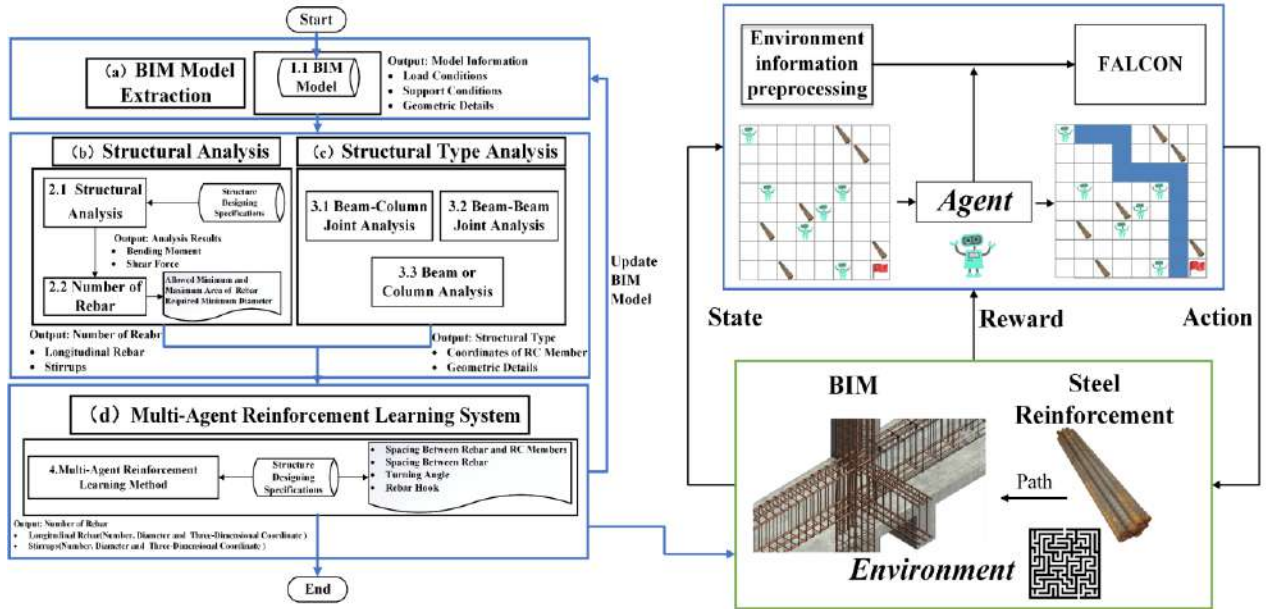 Start
(a) BIM Model
Extraction
1.1 BIM
Model
Output: Model Information
• Load Conditions
• Support Conditions
• Geometric Details
(b) Structural Analysis
2.1 Structural
Analysis
Structure
Designing
Specifications
Output: Analysis Results
• Bending Moment
• Shear Force
2.2 Number of
Rebar
Allowed Minimum and
Maximum Area of Rebar
Required Minimum Diameter
Output: Number of Reabr
• Longitudinal Rebar
• Stirrups
(c) Structural Type Analysis
3.1 Beam-Column
Joint Analysis
3.2 Beam-Beam
Joint Analysis
3.3 Beam or
Column Analysis
Output: Structural Type
• Coordinates of RC Member
• Geometric Details
Update
BIM
Model
(d) Multi-Agent Reinforcement Learning System
4.Multi-Agent Reinforcement
Learning Method
Structure
Designing
Specifications
• Spacing Between Rebar and RC Members
• Spacing Between Rebar
• Turning Angle
• Rebar Hook
Output: Number of Rebar
• Longitudinal Rebar(Number, Diameter and Three-Dimensional Coordinate )
• Stirrups(Number, Diameter and Three-Dimensional Coordinate )
End
Environment
information
preprocessing
FALCON
Agent
State
Reward
Action
BIM
Steel
Reinforcement
Path
Environment